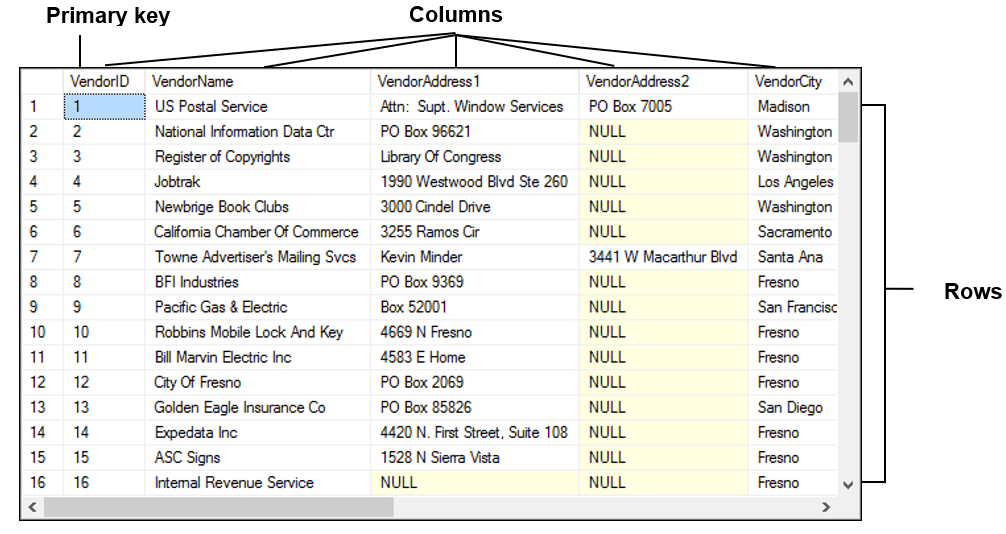 Primary key Columns
VendorID VendorName VendorAddress1 VendorAddress2 VendorCity
1 1 US Postal Service Attn: Supt. Window Services PO Box 7005 Madison
2 2 National Information Data Ctr PO Box 96621 NULL Washington
3 3 Register of Copyrights Library Of Congress NULL Washington
4 4 Jobtrak 1990 Westwood Blvd Ste 260 NULL Los Angeles
5 5 Newbrige Book Clubs 3000 Cindel Drive NULL Washington
6 6 California Chamber Of Commerce 3255 Ramos Cir NULL Sacramento
7 7 Towne Advertiser's Mailing Svcs Kevin Minder 3441 W Macarthur Blvd Santa Ana
8 8 BFI Industries PO Box 9369 NULL Fresno
Rows
9 9 Pacific Gas & Electric Box 52001 NULL San Francisc
10 10 Robbins Mobile Lock And Key 4669 N Fresno NULL Fresno
11 11 Bill Marvin Electric Inc 4583 E Home NULL Fresno
12 12 City Of Fresno PO Box 2069 NULL Fresno
13 13 Golden Eagle Insurance Co PO Box 85826 NULL San Diego
14 14 Expedata Inc 4420 N. First Street, Suite 108 NULL Fresno
15 15 ASC Signs 1528 N Sierra Vista NULL Fresno
16 16 Internal Revenue Service NULL NULL Fresno